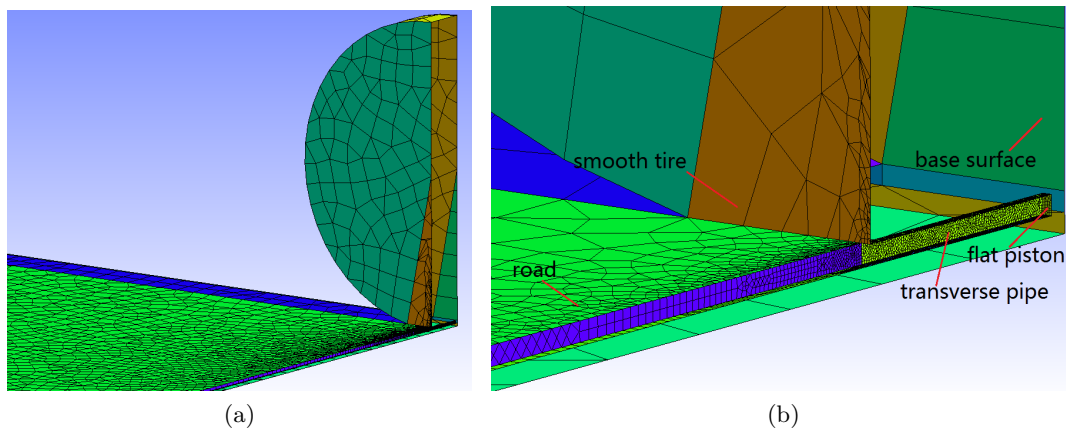 smooth tire
base surface
road
flat piston
transverse pipe
(a)
(b)